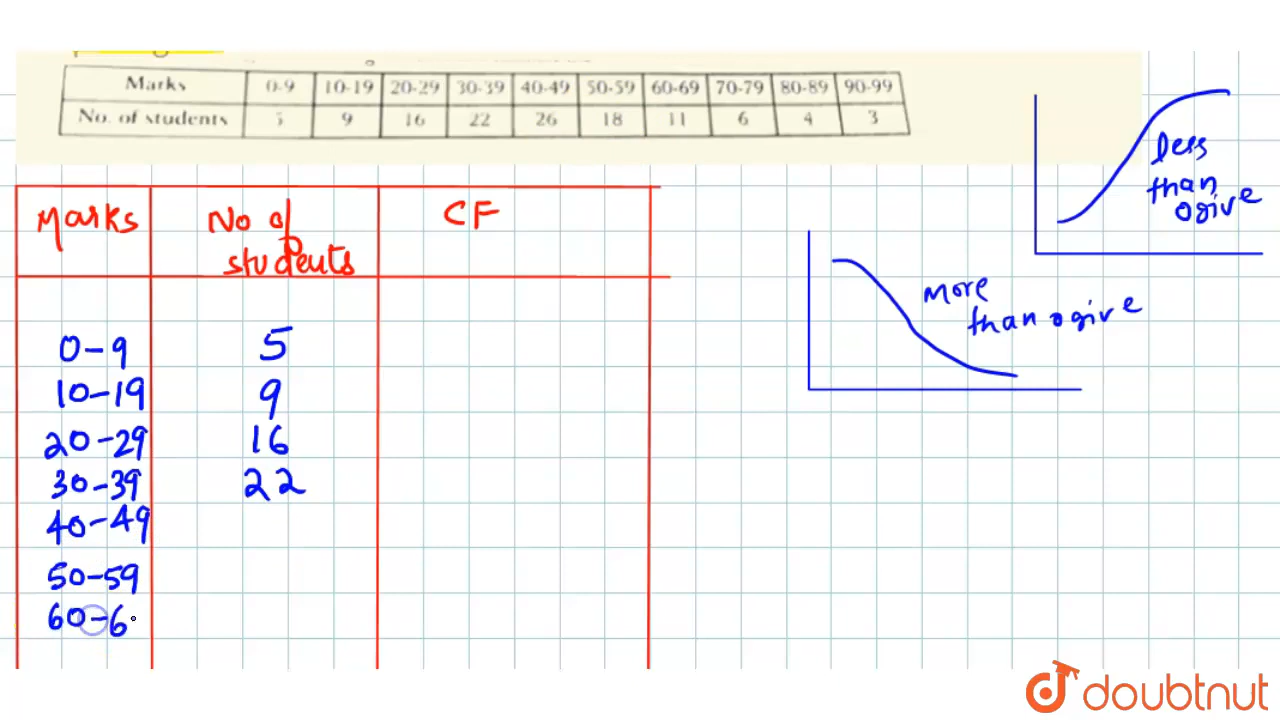 Marks 0-9 10-19 20-29 30-39 40-49 50-59 60-69 70-79 80-89 90-99
No. of students 5 9 16 22 26 18 11 6 4 3
Marks No of students CF
0-9 5
10-19 9
20-29 16
30-39 22
40-49
50-59
60-6
less
than
ogive
More
than ogive
doubtnut